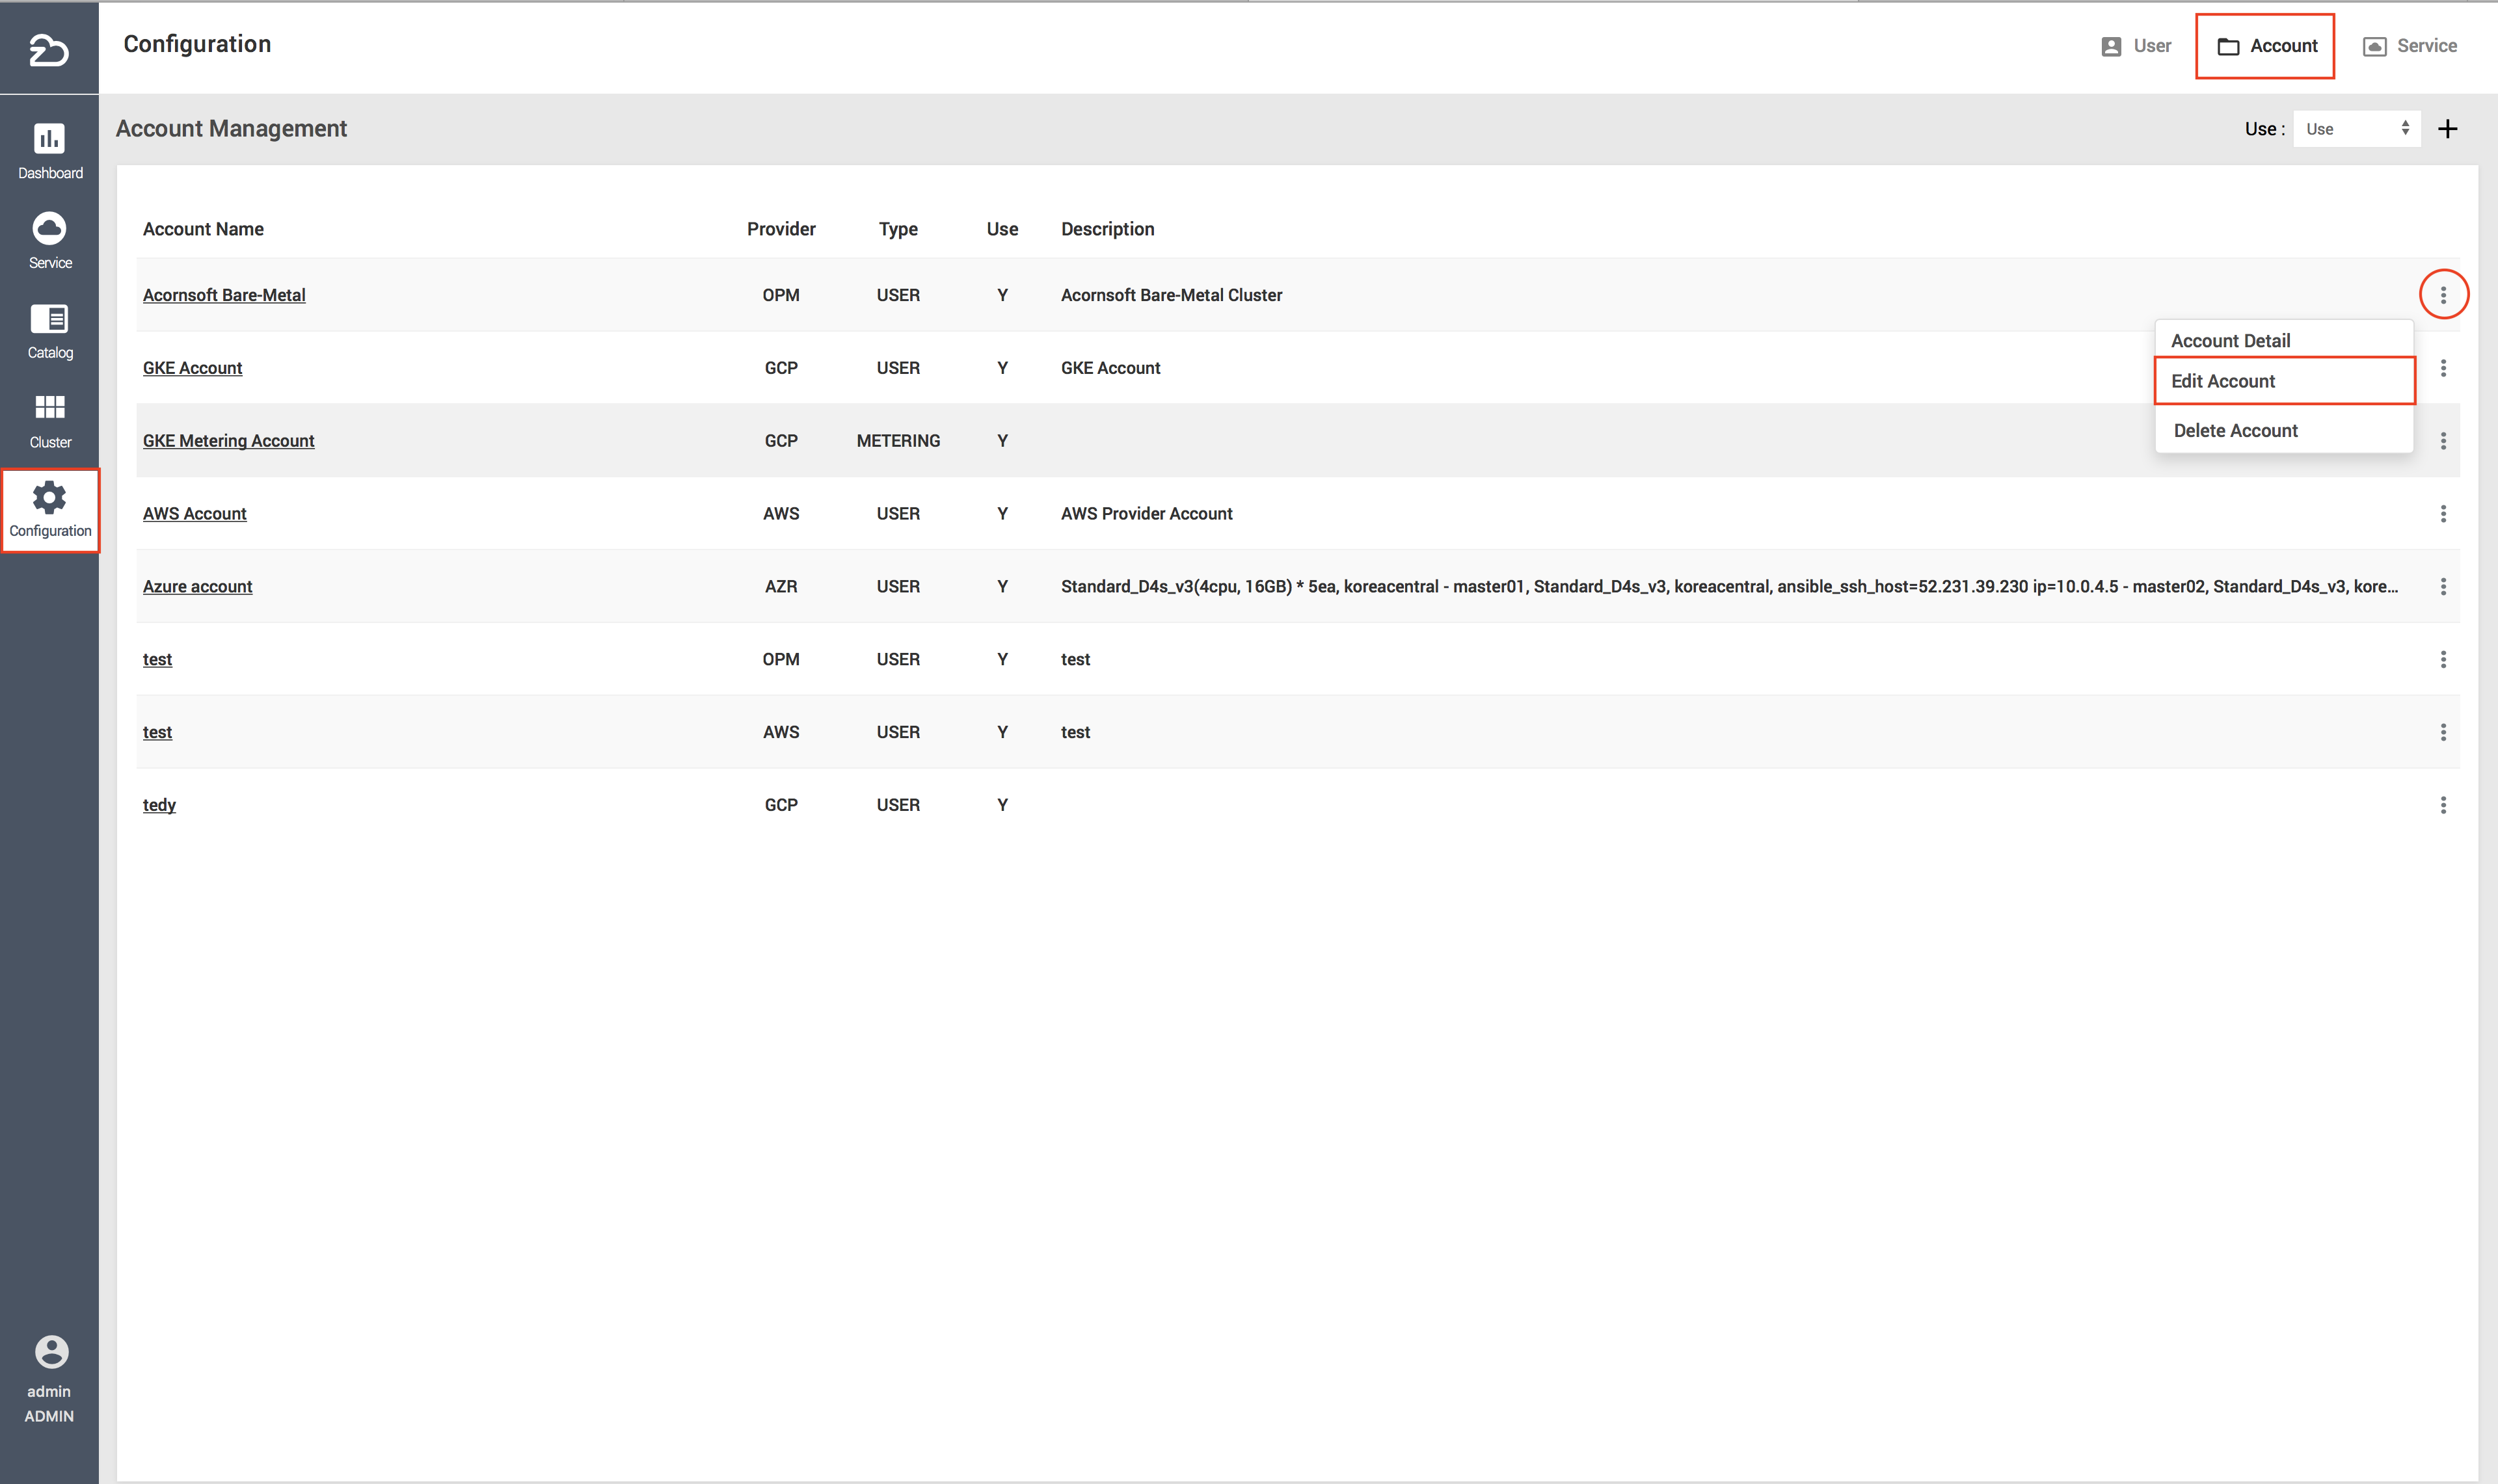 Configuration
User Account Service
Account Management
Use : Use
Dashboard
Service
Catalog
Cluster
Configuration
Account Name Provider Type Use Description
Acornsoft Bare-Metal OPM USER Y Acornsoft Bare-Metal Cluster
Account Detail
Edit Account
Delete Account
GKE Account GCP USER Y GKE Account
GKE Metering Account GCP METERING Y
AWS Account AWS USER Y AWS Provider Account
Azure account AZR USER Y Standard_D4s_v3(4cpu, 16GB) * 5ea, koreacentral - master01, Standard_D4s_v3, koreacentral, ansible_ssh_host=52.231.39.230 ip=10.0.4.5 - master02, Standard_D4s_v3, kore...
test OPM USER Y test
test AWS USER Y test
tedy GCP USER Y
admin
ADMIN